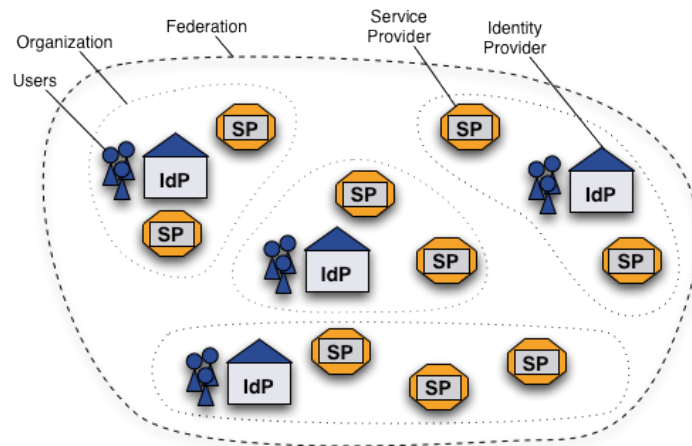 Federation
Service
Provider
Identity
Provider
Organization
Users
SP
SP
IdP
IdP
SP
SP
IdP
SP
SP
SP
SP
IdP
SP